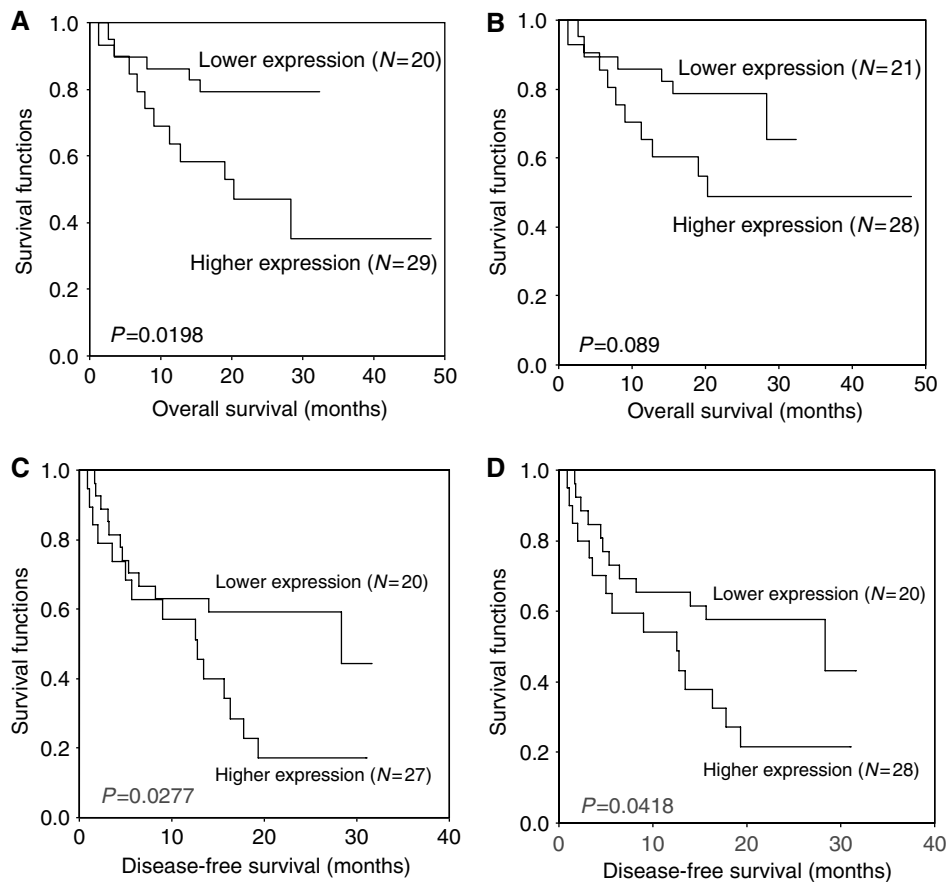 A
1.0
0.8
0.6
0.4
0.2
0.0
Survival functions
Lower expression (N=20)
Higher expression (N=29)
P=0.0198
0 10 20 30 40 50
Overall survival (months)
B
1.0
0.8
0.6
0.4
0.2
0.0
Survival functions
Lower expression (N=21)
Higher expression (N=28)
P=0.089
0 10 20 30 40 50
Overall survival (months)
C
1.0
0.8
0.6
0.4
0.2
0.0
Survival functions
Lower expression (N=20)
Higher expression (N=27)
P=0.0277
0 10 20 30 40
Disease-free survival (months)
D
1.0
0.8
0.6
0.4
0.2
0.0
Survival functions
Lower expression (N=20)
Higher expression (N=28)
P=0.0418
0 10 20 30 40
Disease-free survival (months)